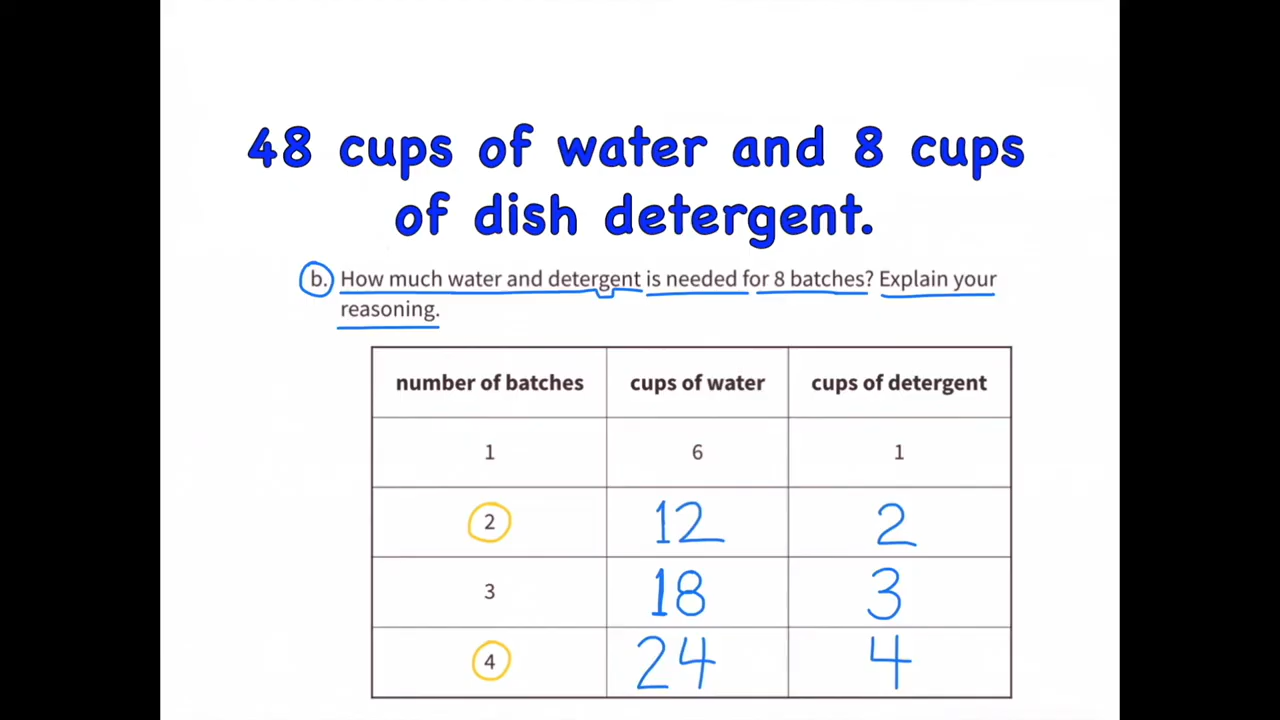 48 cups of water and 8 cups
of dish detergent.
b. How much water and detergent is needed for 8 batches? Explain your
reasoning.
number of batches cups of water cups of detergent
1 6 1
2 12 2
3 18 3
4 24 4